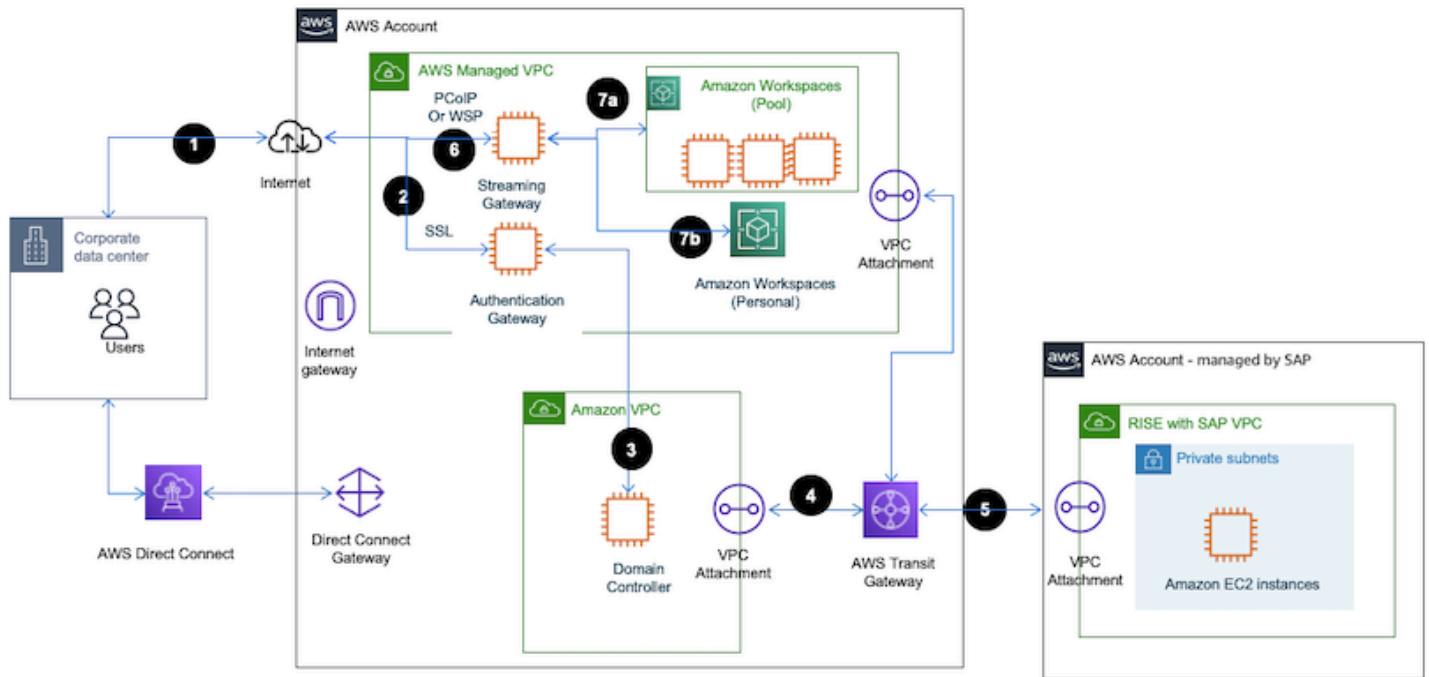 aws
AWS Account
AWS Managed VPC
PCoIP
Or WSP
7a
Amazon Workspaces
(Pool)
1
6
Internet
2
Streaming
Gateway
SSL
7b
VPC
Attachment
Corporate
data center
Amazon Workspaces
(Personal)
Authentication
Gateway
Users
Internet
gateway
aws
AWS Account - managed by SAP
Amazon VPC
RISE with SAP VPC
3
Private subnets
4
5
AWS Direct Connect
Direct Connect
Gateway
Domain
Controller
VPC
Attachment
AWS Transit
Gateway
VPC
Attachment
Amazon EC2 instances